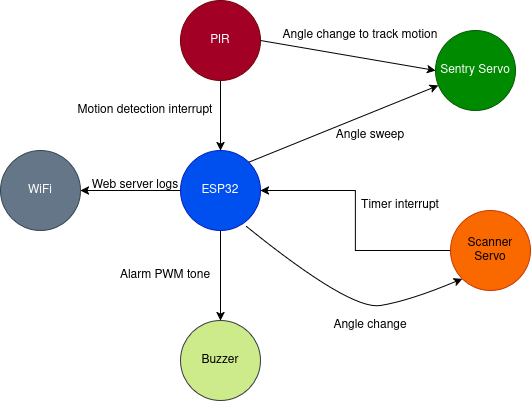 PIR
Angle change to track motion
Sentry Servo
Motion detection interrupt
Angle sweep
WiFi
Web server logs
ESP32
Timer interrupt
Scanner
Servo
Alarm PWM tone
Angle change
Buzzer